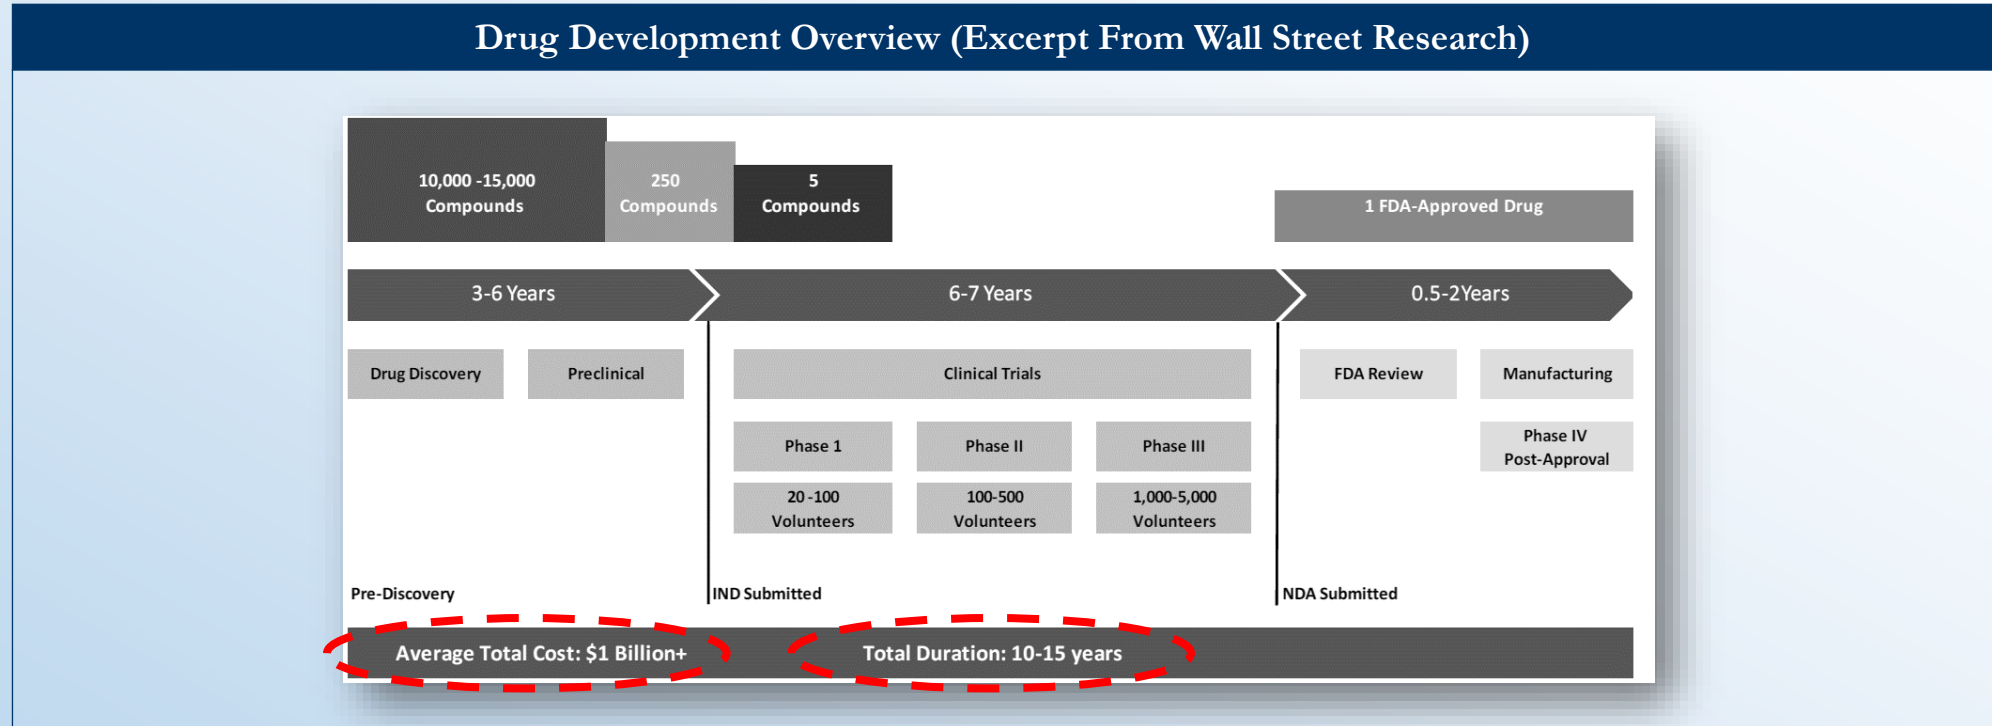 Drug Development Overview (Excerpt From Wall Street Research)
10,000 -15,000
Compounds
250
Compounds
5
Compounds
1 FDA-Approved Drug
3-6 Years
6-7 Years
0.5-2Years
Drug Discovery
Preclinical
Clinical Trials
FDA Review
Manufacturing
Phase 1
Phase II
Phase III
Phase IV
Post-Approval
20 -100
Volunteers
100-500
Volunteers
1,000-5,000
Volunteers
Pre-Discovery
IND Submitted
NDA Submitted
Average Total Cost: $1 Billion+
Total Duration: 10-15 years